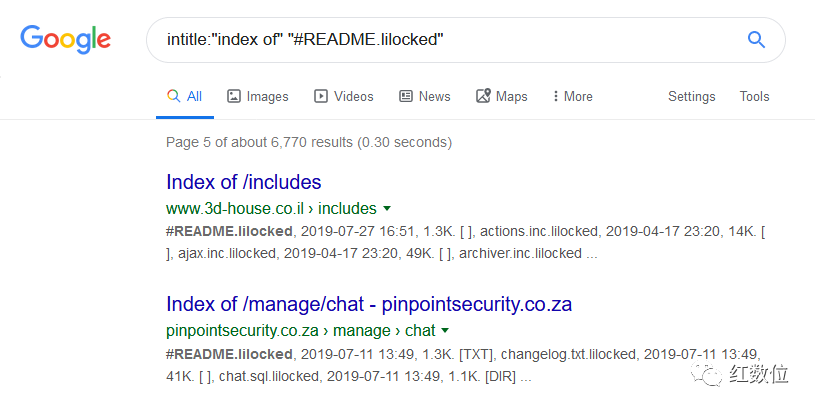 Google
intitle:"index of" "#README.lilocked"
All Images Videos News Maps More Settings Tools
Page 5 of about 6,770 results (0.30 seconds)
Index of /includes
www.3d-house.co.il › includes
#README.lilocked, 2019-07-27 16:51, 1.3K. [ ], actions.inc.lilocked, 2019-04-17 23:20, 14K. [
], ajax.inc.lilocked, 2019-04-17 23:20, 49K. [ ], archiver.inc.lilocked ...
Index of /manage/chat - pinpointsecurity.co.za
pinpointsecurity.co.za › manage › chat
#README.lilocked, 2019-07-11 13:49, 1.3K. [TXT], changelog.txt.lilocked, 2019-07-11 13:49,
41K. [ ], chat.sql.lilocked, 2019-07-11 13:49, 1.1K. [DIR] ...
红数位